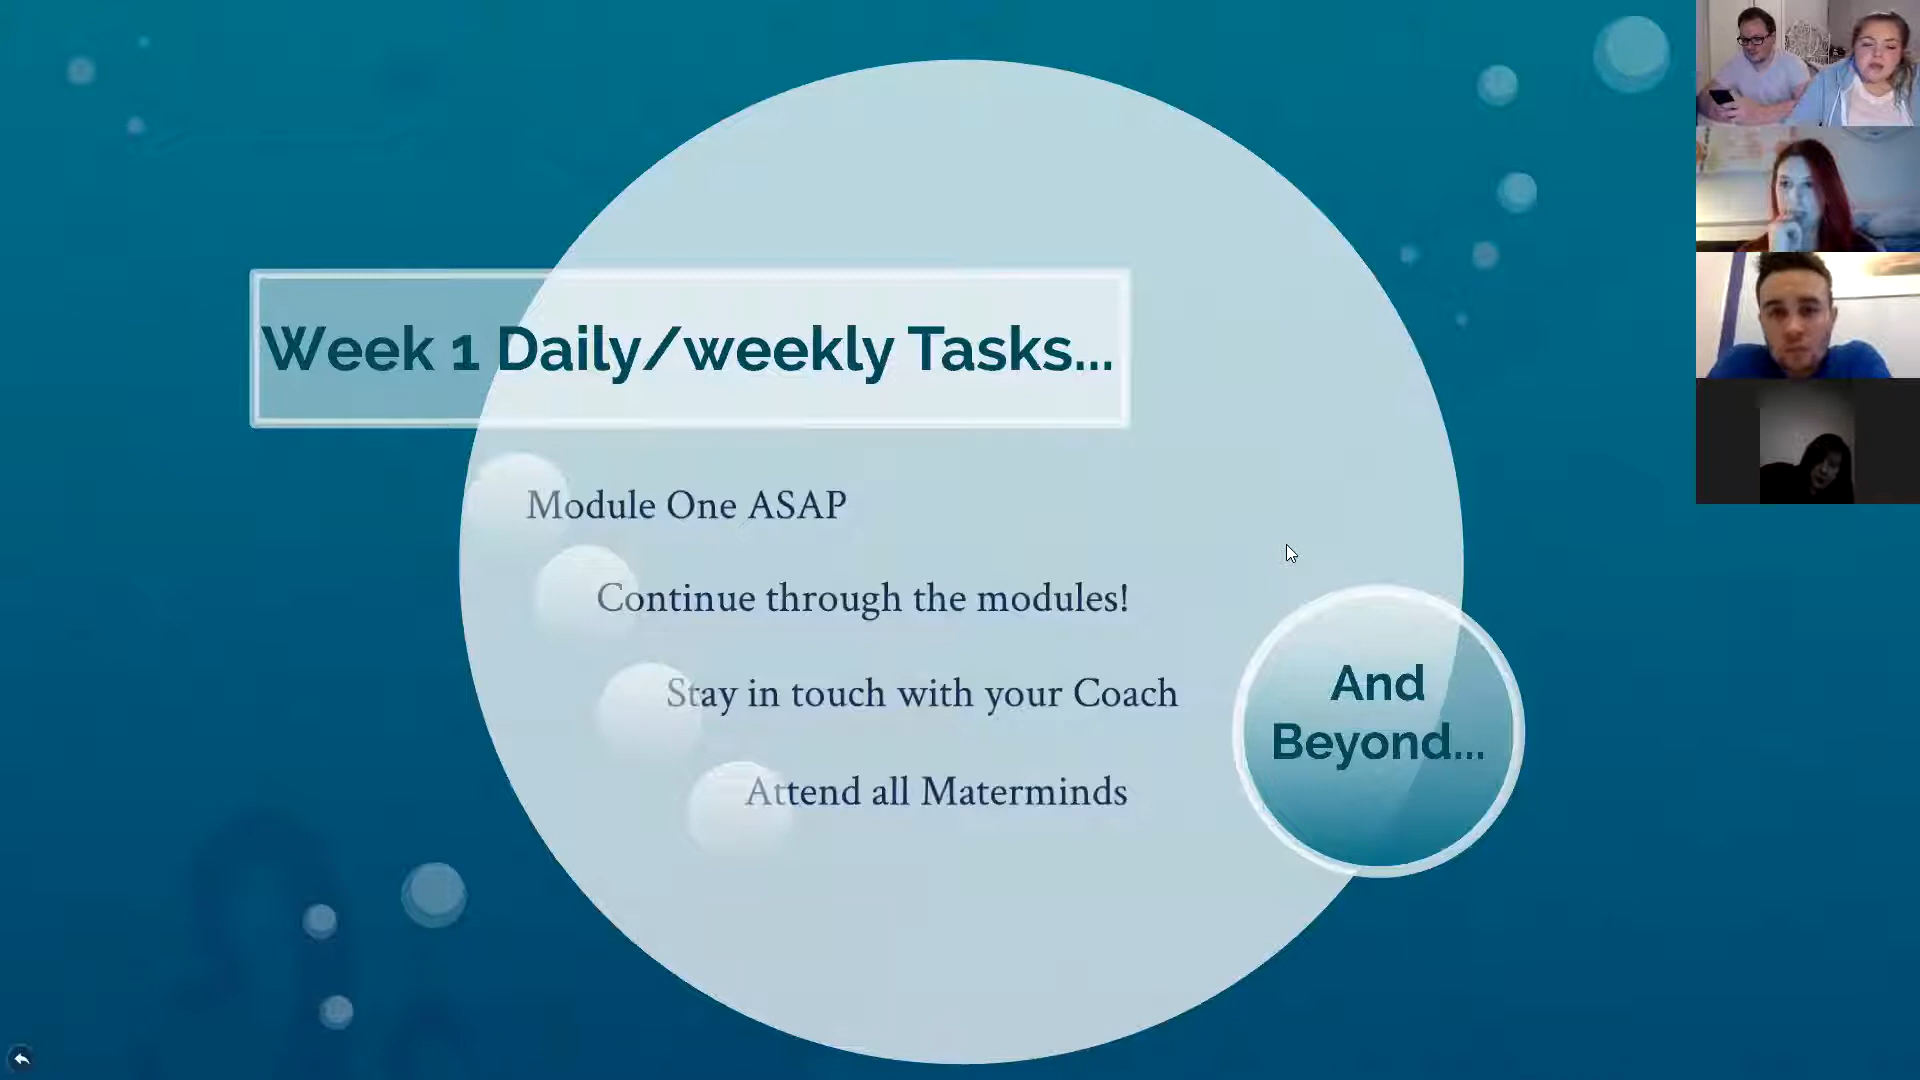 Week 1 Daily/weekly Tasks...
Module One ASAP
Continue through the modules!
Stay in touch with your Coach
Attend all Materminds
And
Beyond...